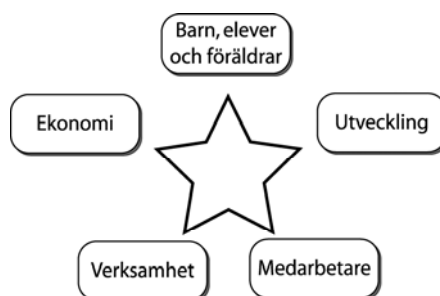 Barn, elever
och föräldrar
Ekonomi
Utveckling
Verksamhet
Medarbetare